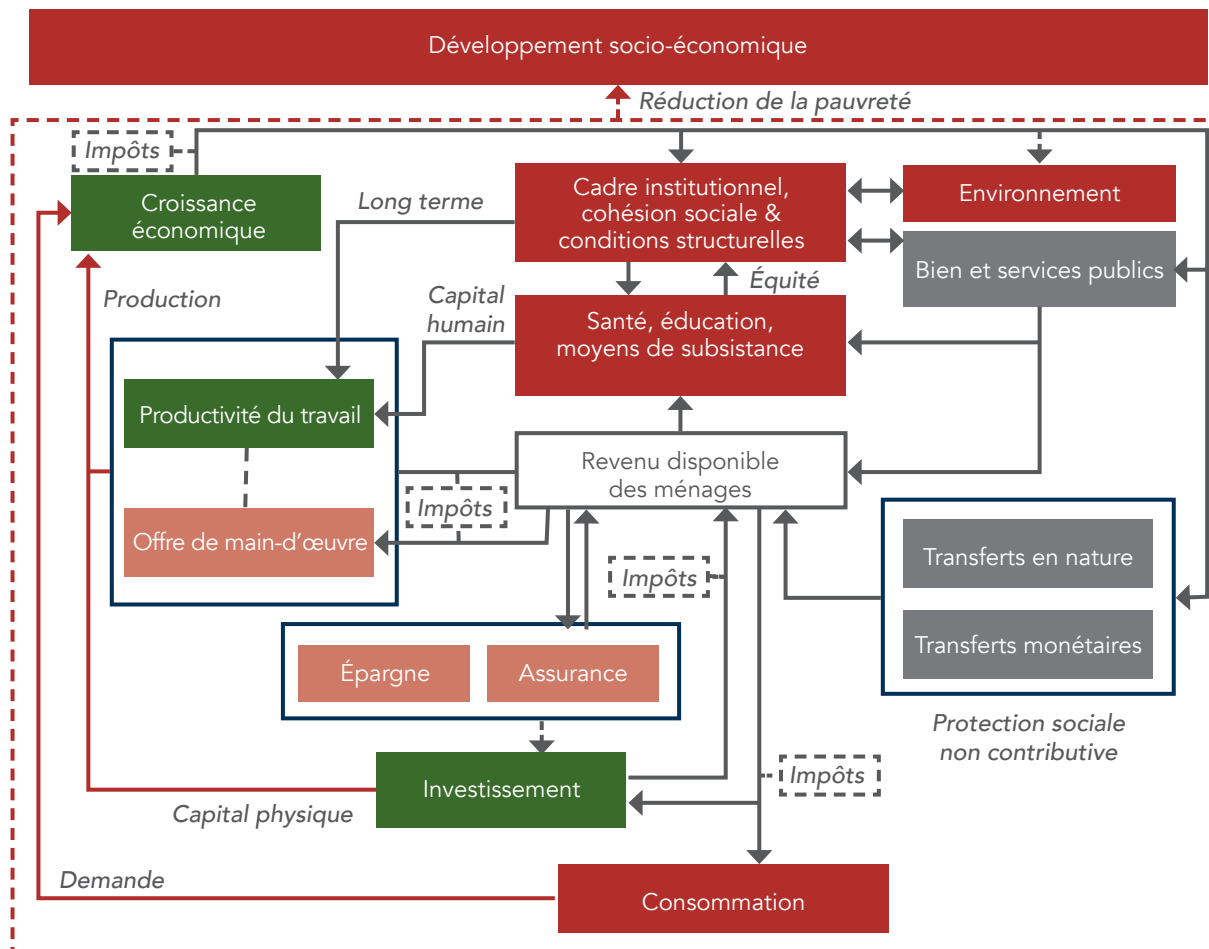 Développement socio-économique
Réduction de la pauvreté
Impôts
Croissance
économique
Long terme
Cadre institutionnel,
cohésion sociale &
conditions structurelles
Environnement
Bien et services publics
Production
Capital
humain
Équité
Santé, éducation,
moyens de subsistance
Productivité du travail
Revenu disponible
des ménages
Impôts
Offre de main-d'œuvre
Impôts
Transferts en nature
Transferts monétaires
Épargne
Assurance
Protection sociale
non contributive
Investissement
Impôts
Capital physique
Demande
Consommation